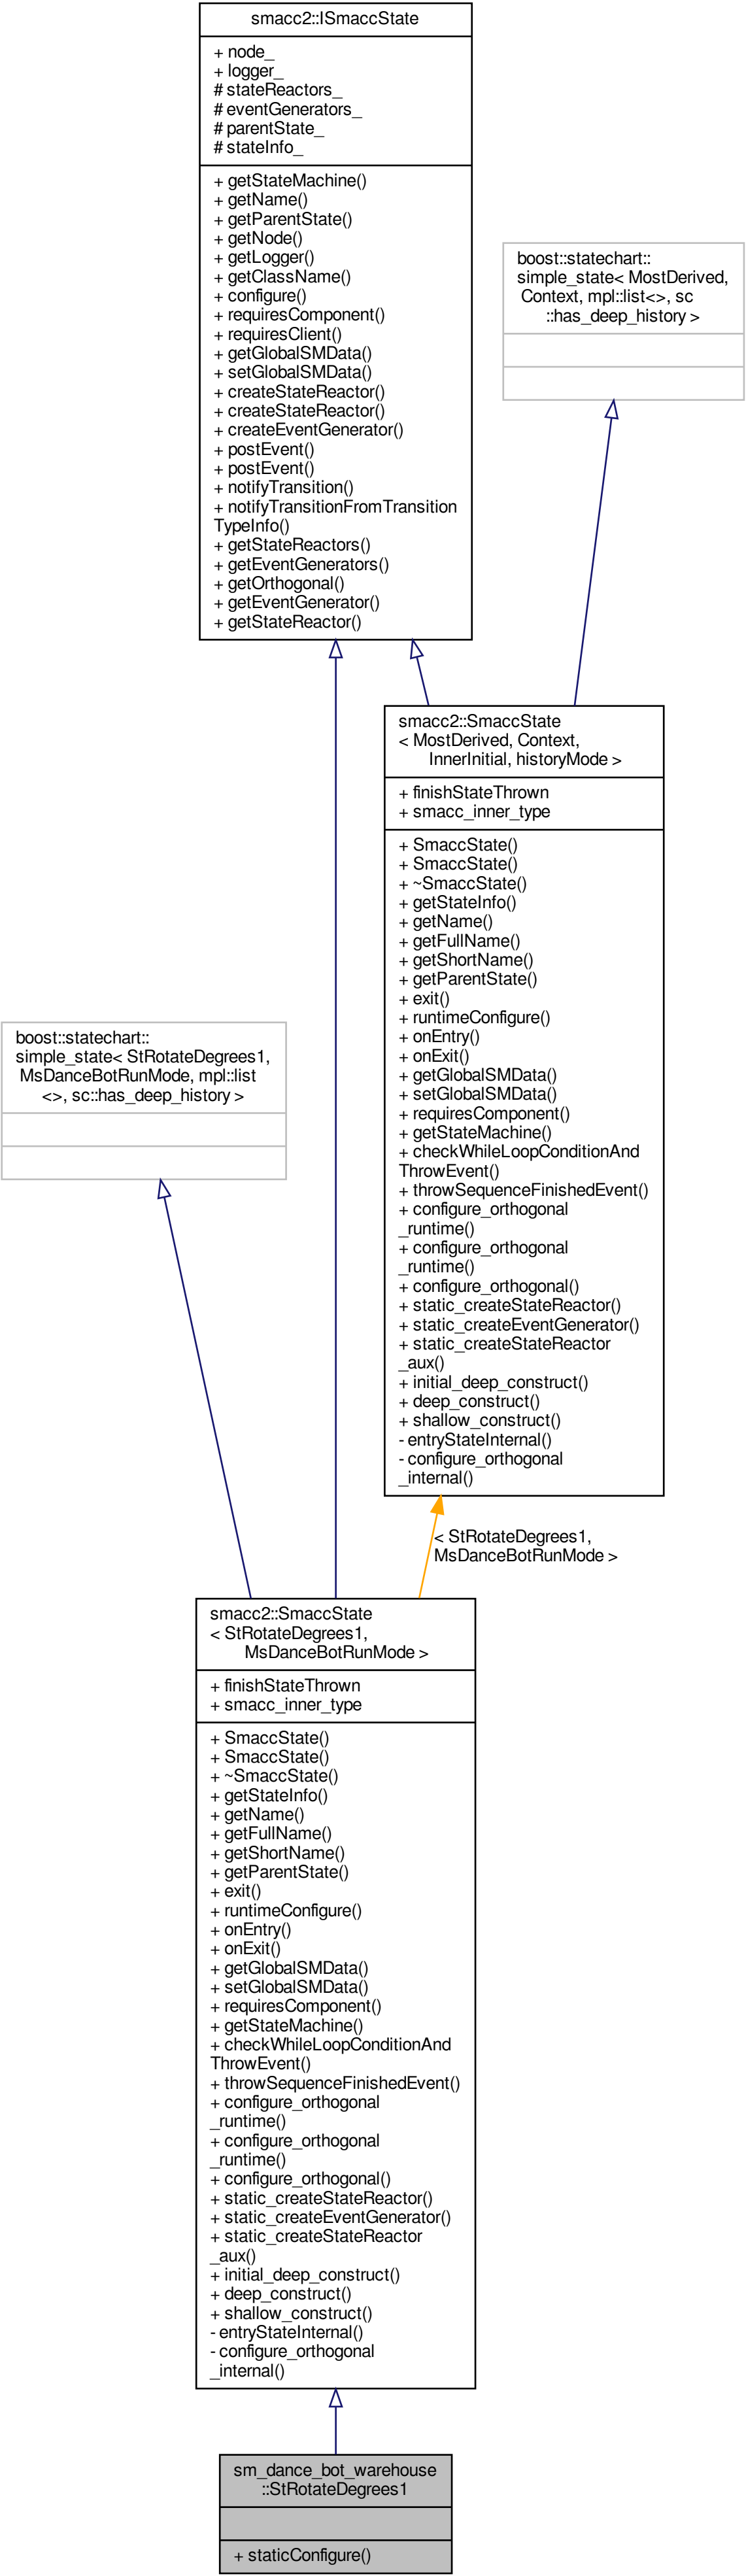 smacc2::ISmaccState
+ node_
+ logger_
# stateReactors_
# eventGenerators_
# parentState_
# stateInfo_
+ getStateMachine()
+ getName()
+ getParentState()
+ getNode()
+ getLogger()
+ getClassName()
+ configure()
+ requiresComponent()
+ requiresClient()
+ getGlobalSMData()
+ setGlobalSMData()
+ createStateReactor()
+ createStateReactor()
+ createEventGenerator()
+ postEvent()
+ postEvent()
+ notifyTransition()
+ notifyTransitionFromTransition
TypeInfo()
+ getStateReactors()
+ getEventGenerators()
+ getOrthogonal()
+ getEventGenerator()
+ getStateReactor()
boost::statechart::
simple_state< MostDerived,
Context, mpl::list<>, sc
::has_deep_history >
smacc2::SmaccState
< MostDerived, Context,
InnerInitial, historyMode >
+ finishStateThrown
+ smacc_inner_type
+ SmaccState()
+ SmaccState()
+ ~SmaccState()
+ getStateInfo()
+ getName()
+ getFullName()
+ getShortName()
+ getParentState()
+ exit()
+ runtimeConfigure()
+ onEntry()
+ onExit()
+ getGlobalSMData()
+ setGlobalSMData()
+ requiresComponent()
+ getStateMachine()
+ checkWhileLoopConditionAnd
ThrowEvent()
+ throwSequenceFinishedEvent()
+ configure_orthogonal
_runtime()
+ configure_orthogonal
_runtime()
+ configure_orthogonal()
+ static_createStateReactor()
+ static_createEventGenerator()
+ static_createStateReactor
_aux()
+ initial_deep_construct()
+ deep_construct()
+ shallow_construct()
- entryStateInternal()
- configure_orthogonal
_internal()
boost::statechart::
simple_state< StRotateDegrees1,
MsDanceBotRunMode, mpl::list
<>, sc::has_deep_history >
< StRotateDegrees1,
MsDanceBotRunMode >
smacc2::SmaccState
< StRotateDegrees1,
MsDanceBotRunMode >
+ finishStateThrown
+ smacc_inner_type
+ SmaccState()
+ SmaccState()
+ ~SmaccState()
+ getStateInfo()
+ getName()
+ getFullName()
+ getShortName()
+ getParentState()
+ exit()
+ runtimeConfigure()
+ onEntry()
+ onExit()
+ getGlobalSMData()
+ setGlobalSMData()
+ requiresComponent()
+ getStateMachine()
+ checkWhileLoopConditionAnd
ThrowEvent()
+ throwSequenceFinishedEvent()
+ configure_orthogonal
_runtime()
+ configure_orthogonal
_runtime()
+ configure_orthogonal()
+ static_createStateReactor()
+ static_createEventGenerator()
+ static_createStateReactor
_aux()
+ initial_deep_construct()
+ deep_construct()
+ shallow_construct()
- entryStateInternal()
- configure_orthogonal
_internal()
sm_dance_bot_warehouse
::StRotateDegrees1
+ staticConfigure()